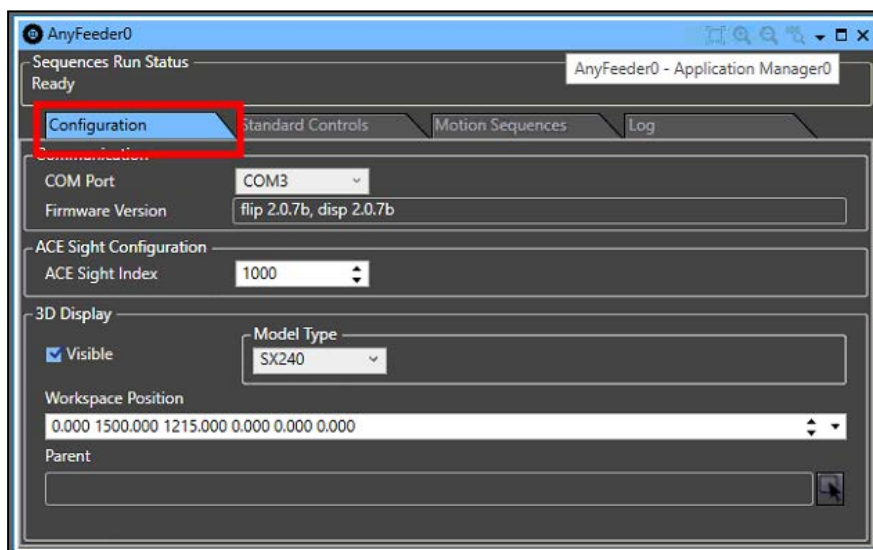 AnyFeeder0
Sequences Run Status
Ready
AnyFeeder0 - Application Manager0
Configuration Standard Controls Motion Sequences Log
Communication
COM Port COM3
Firmware Version flip 2.0.7b, disp 2.0.7b
ACE Sight Configuration
ACE Sight Index 1000
3D Display
Model Type
Visible SX240
Workspace Position
0.000 1500.000 1215.000 0.000 0.000 0.000
Parent